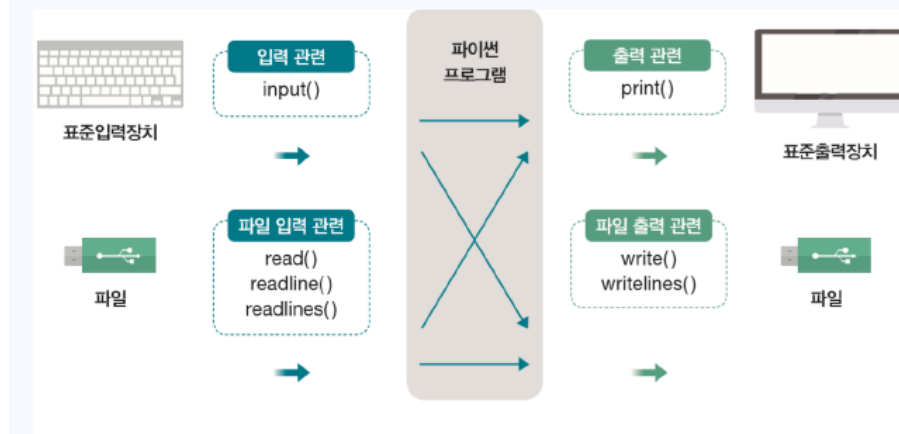 입력 관련
input()
표준입력장치
파이썬
프로그램
출력 관련
print()
표준출력장치
파일 입력 관련
read()
readline()
readlines()
파일
파일 출력 관련
write()
writelines()
파일